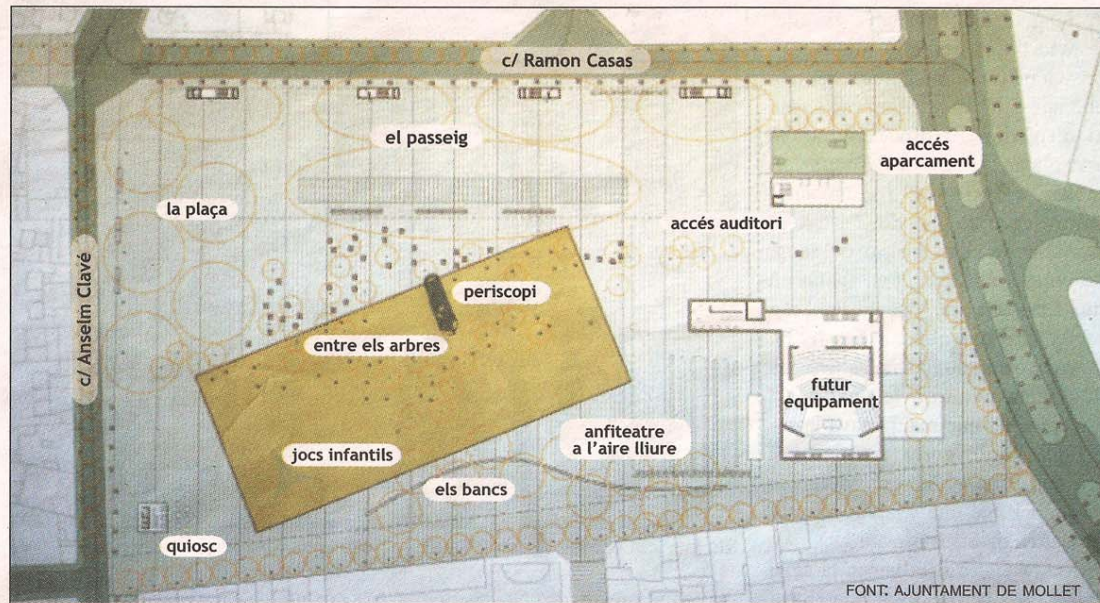 c/ Ramon Casas
el passeig
accés
aparcament
la plaça
accés auditori
c/ Anselm Clavé
periscopi
entre els arbres
futur
equipament
anfiteatre
a l'aire lliure
jocs infantils
els bancs
quiosc
FONT: AJUNTAMENT DE MOLLET